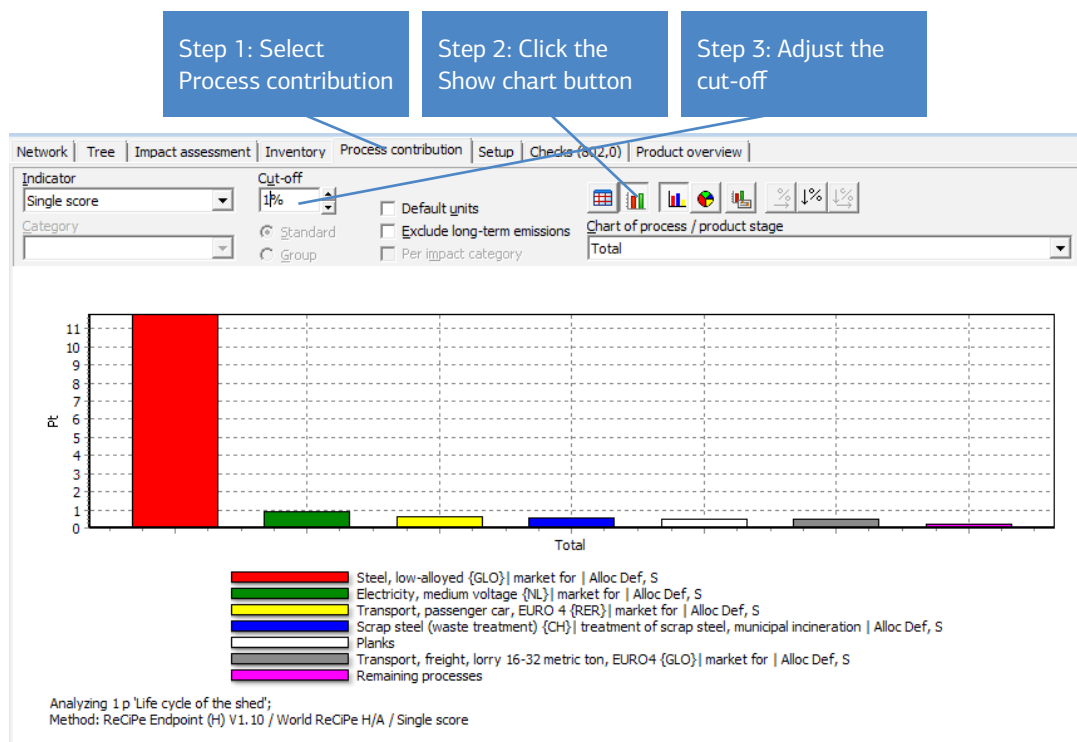 Step 1: Select
Process contribution
Step 2: Click the
Show chart button
Step 3: Adjust the
cut-off
Network Tree Impact assessment Inventory Process contribution Setup Checks (802,0) Product overview
Indicator
Single score
Category
Cut-off
1%
Standard
Group
Default units
Exclude long-term emissions
Per impact category
% ↓% ↓%
Chart of process / product stage
Total
Pt
11
10
9
8
7
6
5
4
3
2
1
0
Total
Steel, low-alloyed {GLO}| market for | Alloc Def, S
Electricity, medium voltage {NL}| market for | Alloc Def, S
Transport, passenger car, EURO 4 {RER}| market for | Alloc Def, S
Scrap steel (waste treatment) {CH}| treatment of scrap steel, municipal incineration | Alloc Def, S
Planks
Transport, freight, lorry 16-32 metric ton, EURO4 {GLO}| market for | Alloc Def, S
Remaining processes
Analyzing 1 p 'Life cycle of the shed';
Method: ReCiPe Endpoint (H) V1.10 / World ReCiPe H/A / Single score